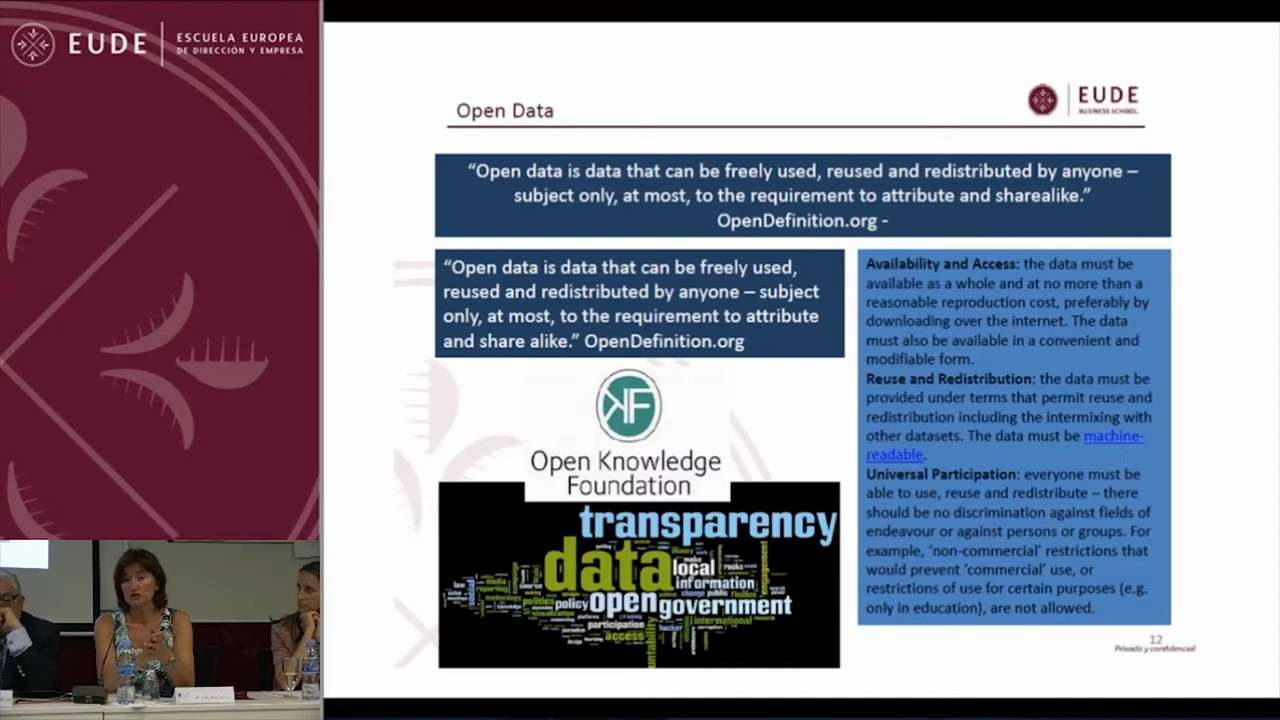 EUDE
ESCUELA EUROPEA
DE DIRECCIÓN Y EMPRESA
Open Data
EUDE
BUSINESS SCHOOL
“Open data is data that can be freely used, reused and redistributed by anyone –
subject only, at most, to the requirement to attribute and sharealike.”
OpenDefinition.org -
“Open data is data that can be freely used,
reused and redistributed by anyone – subject
only, at most, to the requirement to attribute
and share alike.” OpenDefinition.org
Availability and Access: the data must be
available as a whole and at no more than a
reasonable reproduction cost, preferably by
downloading over the internet. The data
must also be available in a convenient and
modifiable form.
Reuse and Redistribution: the data must be
provided under terms that permit reuse and
redistribution including the intermixing with
other datasets. The data must be machine-
readable.
Universal Participation: everyone must be
able to use, reuse and redistribute – there
should be no discrimination against fields of
endeavour or against persons or groups. For
example, ‘non-commercial’ restrictions that
would prevent ‘commercial’ use, or
restrictions of use for certain purposes (e.g.
only in education), are not allowed.
Open Knowledge
Foundation
transparency
data
local
information
policy
open
government
participation
access
international
12
Privado y confidencial